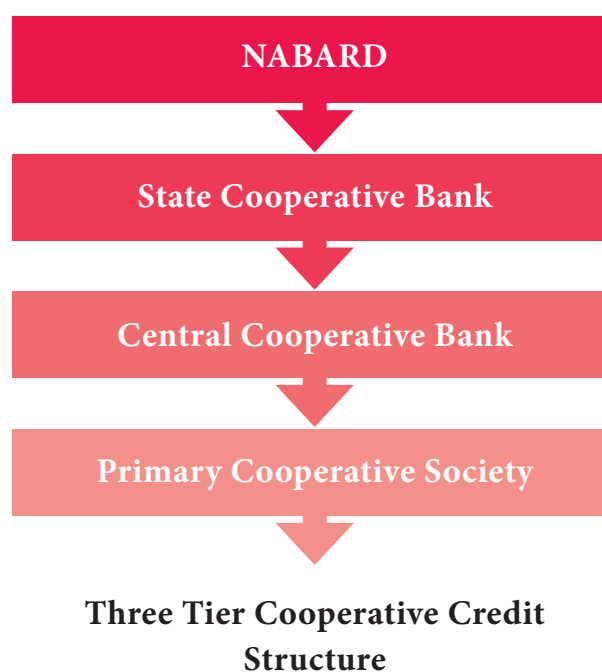 NABARD
State Cooperative Bank
Central Cooperative Bank
Primary Cooperative Society
Three Tier Cooperative Credit
Structure